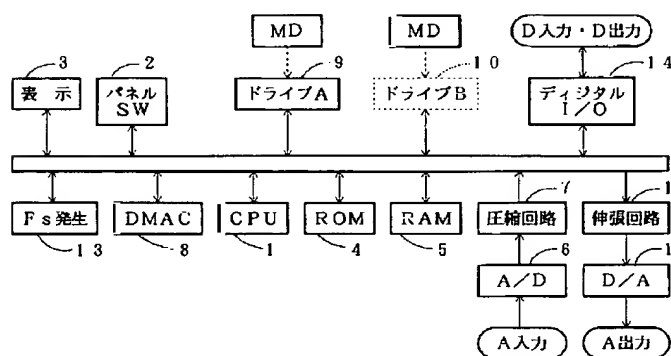 MD
MD
D入力・D出力
3
2
9
10
14
表 示
パネル
SW
ドライブA
ドライブB
ディジタル
I/O
Fs発生
DMAC
CPU
ROM
RAM
圧縮回路
伸張回路
13
8
1
4
5
7
1
6
1
A/D
D/A
A入力
A出力